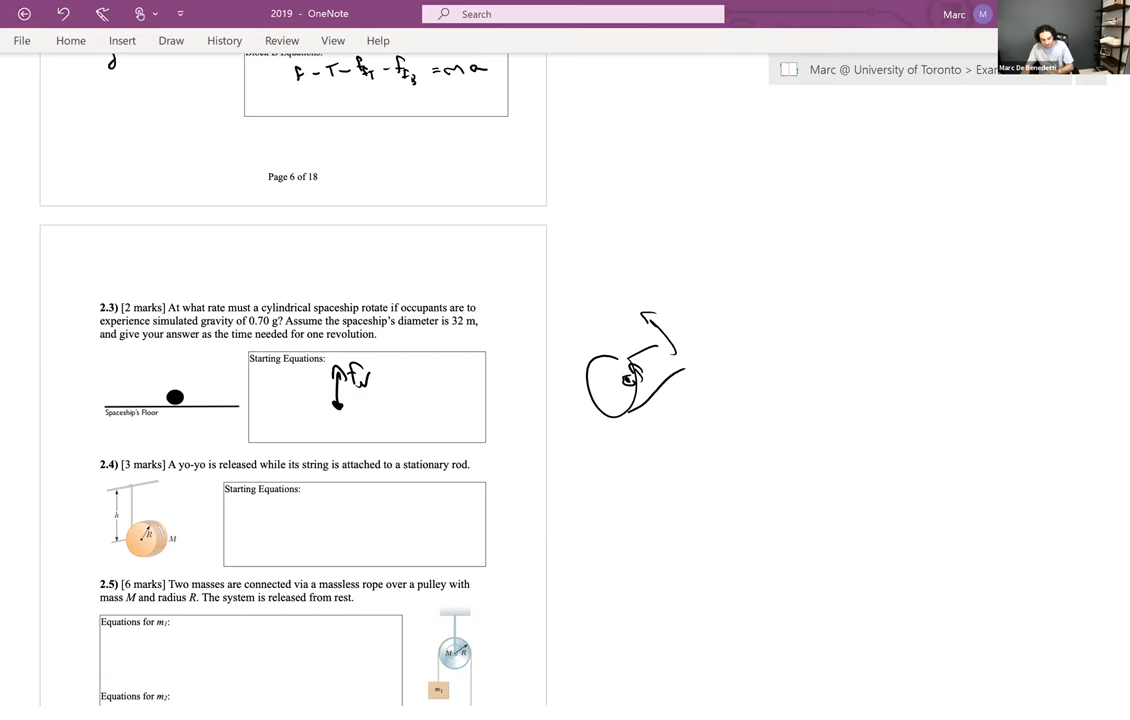 2019 - OneNote
Search
Marc
M
File Home Insert Draw History Review View Help
Marc @ University of Toronto > Exa
Marc De Benedetti
Page 6 of 18
2.3) [2 marks] At what rate must a cylindrical spaceship rotate if occupants are to
experience simulated gravity of 0.70 g? Assume the spaceship's diameter is 32 m,
and give your answer as the time needed for one revolution.
Starting Equations:
Spaceship's Floor
2.4) [3 marks] A yo-yo is released while its string is attached to a stationary rod.
Starting Equations:
h
R
M
2.5) [6 marks] Two masses are connected via a massless rope over a pulley with
mass M and radius R. The system is released from rest.
Equations for m₁:
M R
m₁
Equations for m₂: